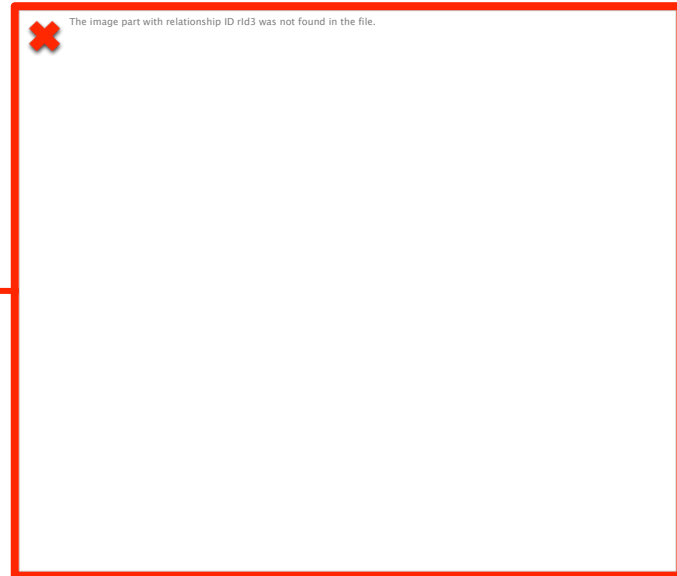 The image part with relationship ID rId3 was not found in the file.